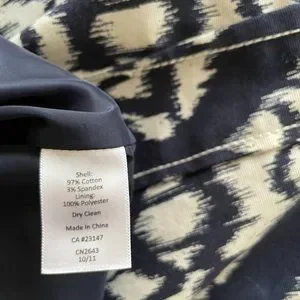 Shell:
97% Cotton
3% Spandex
Lining:
100% Polyester
Dry Clean
Made in China
CA #23147
CN2643
10/11